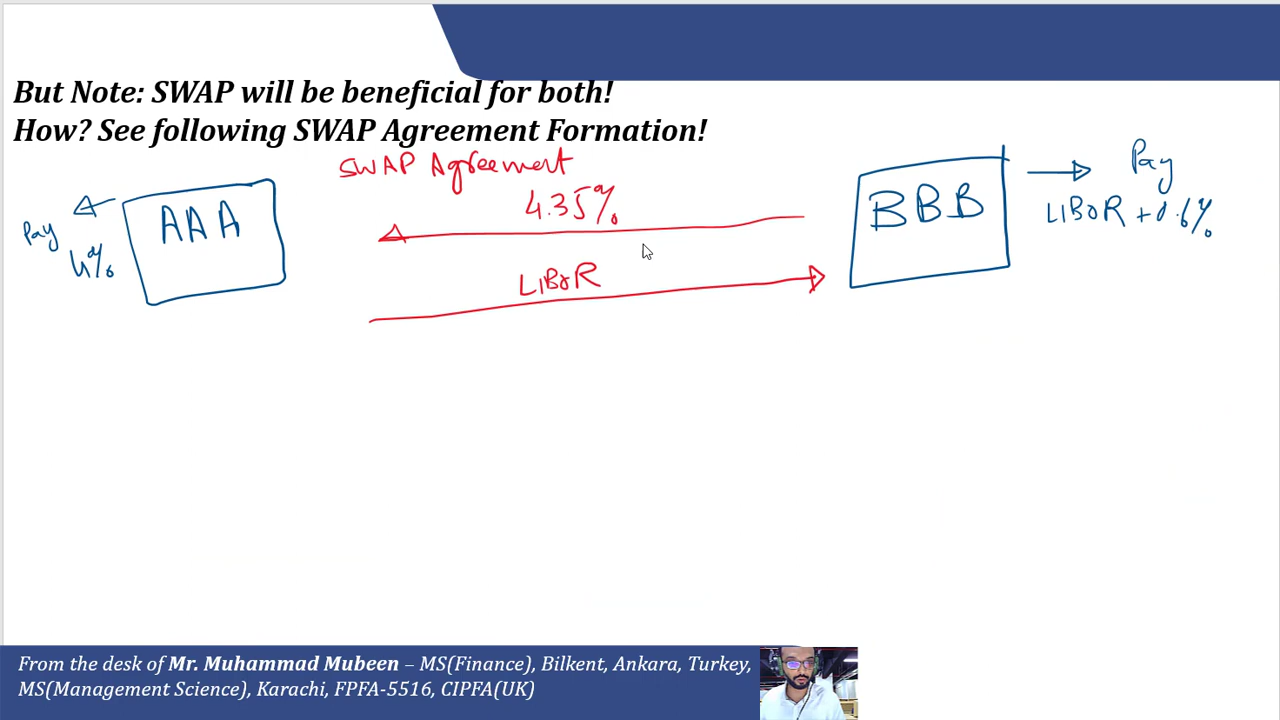 But Note: SWAP will be beneficial for both!
How? See following SWAP Agreement Formation!
SWAP Agreement
4.35%
LIBOR
AAA
Pay
4%
BBB
Pay
LIBOR + 0.6%
From the desk of Mr. Muhammad Mubeen – MS(Finance), Bilkent, Ankara, Turkey,
MS(Management Science), Karachi, FPFA-5516, CIPFA(UK)